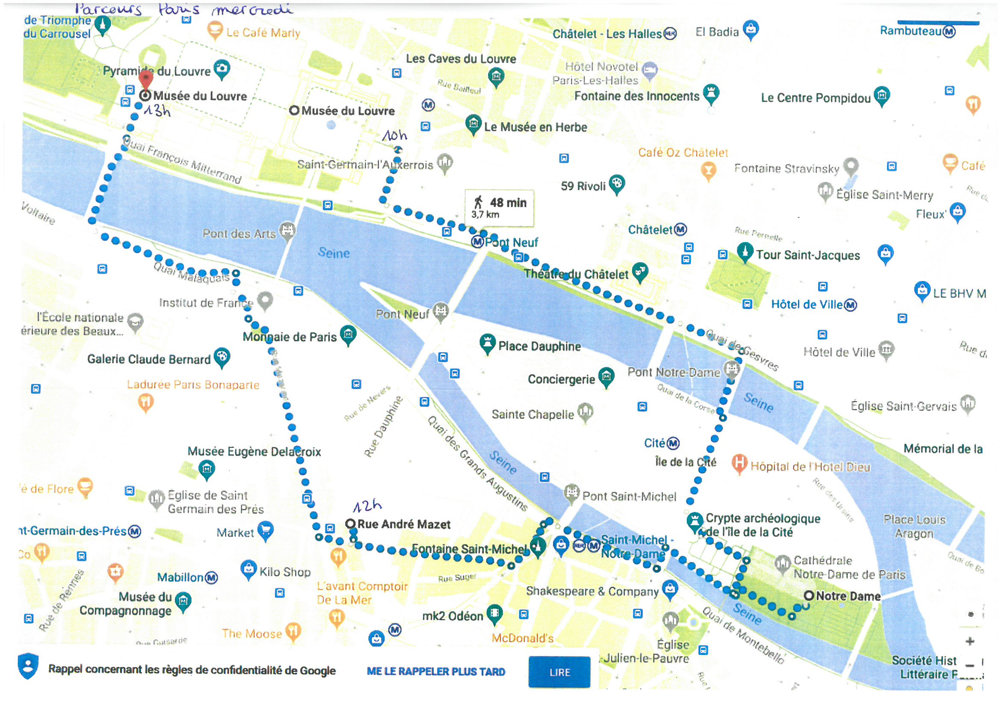 Parcours Paris mercredi
de Triomphe
du Carrousel
Le Café Marly
Châtelet - Les Halles
RER
El Badia
Rambuteau
M
Les Caves du Louvre
Pyramide du Louvre
Hôtel Novotel
Paris-Les-Halles
Rue Bailleul
Musée du Louvre
Fontaine des Innocents
Le Centre Pompidou
13h
Musée du Louvre
M
Le Musée en Herbe
10h
Quai François Mitterrand
Café Oz Châtelet
Saint-Germain-l'Auxerrois
Fontaine Stravinsky
Café
59 Rivoli
Église Saint-Merry
48 min
3,7 km
Voltaire
Fleux'
Pont des Arts
Châtelet
M
Rue Pernelle
M
Pont Neuf
Seine
Tour Saint-Jacques
Quai Malaquais
Théâtre du Châtelet
LE BHV M
Institut de France
Hôtel de Ville
M
Pont Neuf
l'École nationale
érieure des Beaux...
Monnaie de Paris
Quai de Gesvres
Place Dauphine
Hôtel de Ville
Galerie Claude Bernard
Pont Notre-Dame
Conciergerie
Ladurée Paris Bonaparte
Rue de Nevers
Rue Dauphine
Quai de la Corse
Seine
Église Saint-Gervais
Sainte Chapelle
Quai des Grands Augustins
Cité
M
Mémorial de la
Musée Eugène Delacroix
Seine
Île de la Cité
H
Hôpital de l'Hotel Dieu
é de Flore
Rue des Ursins
Église de Saint
Germain des Prés
Pont Saint-Michel
12h
Rue André Mazet
Crypte archéologique
de l'île de la Cité
Place Louis
Aragon
nt-Germain-des-Prés
M
Market
Saint-Michel -
Notre-Dame
RER
M
Fontaine Saint-Michel
Co
Quai de Bo
Cathédrale
Notre-Dame de Paris
Kilo Shop
Mabillon
M
Rue Suger
Rue de Rennes
L'avant Comptoir
De La Mer
Shakespeare & Company
Notre Dame
Musée du
Compagnonnage
Seine
Quai de Montebello
mk2 Odéon
The Moose
M
McDonald's
Église
-Julien-le-Pauvre
Société Hist
Littéraire
Rappel concernant les règles de confidentialité de Google
ME LE RAPPELER PLUS TARD
LIRE